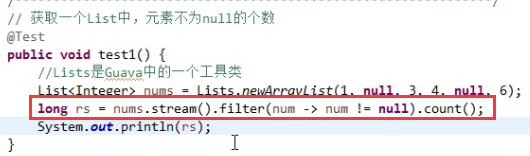 // 获取一个List中，元素不为null的个数
@Test
public void test1() {
//Lists是Guava中的一个工具类
List<Integer> nums = Lists.newArrayList(1, null, 3, 4, null, 6);
long rs = nums.stream().filter(num -> num != null).count();
System.out.println(rs);
}